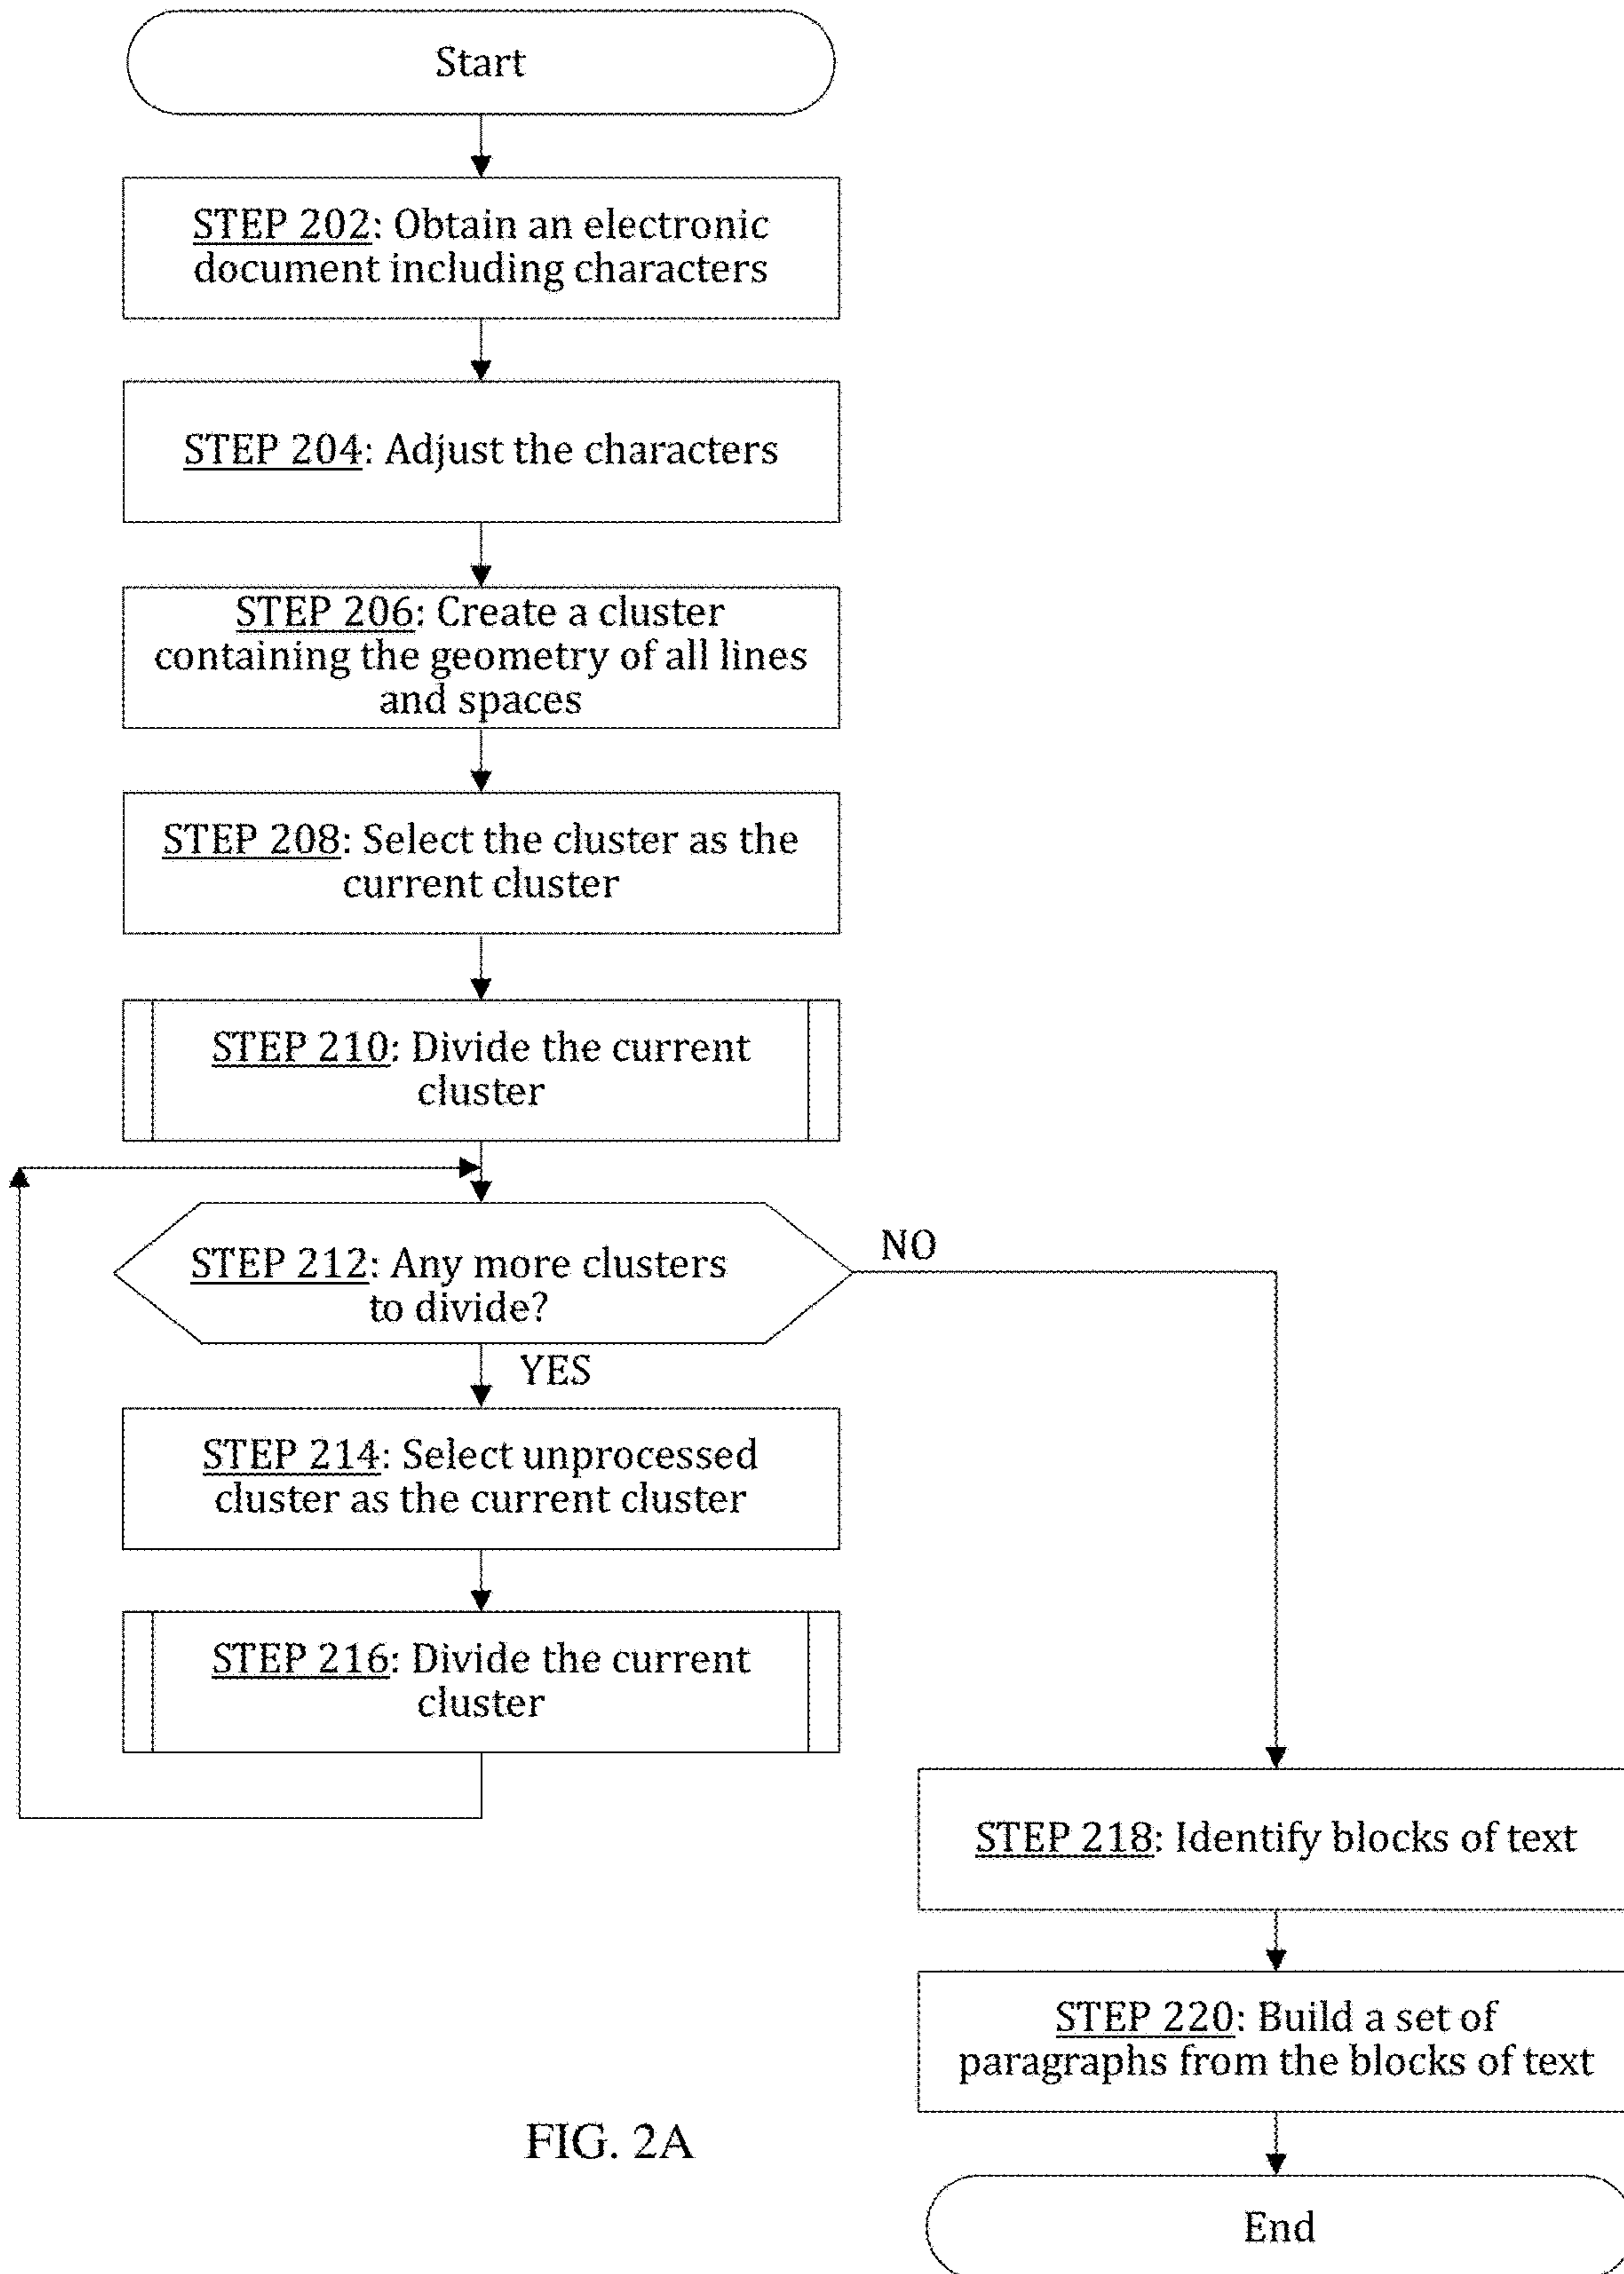 Start
STEP 202: Obtain an electronic
document including characters
STEP 204: Adjust the characters
STEP 206: Create a cluster
containing the geometry of all lines
and spaces
STEP 208: Select the cluster as the
current cluster
STEP 210: Divide the current
cluster
STEP 212: Any more clusters
to divide?
NO
YES
STEP 214: Select unprocessed
cluster as the current cluster
STEP 216: Divide the current
cluster
STEP 218: Identify blocks of text
STEP 220: Build a set of
paragraphs from the blocks of text
End
FIG. 2A